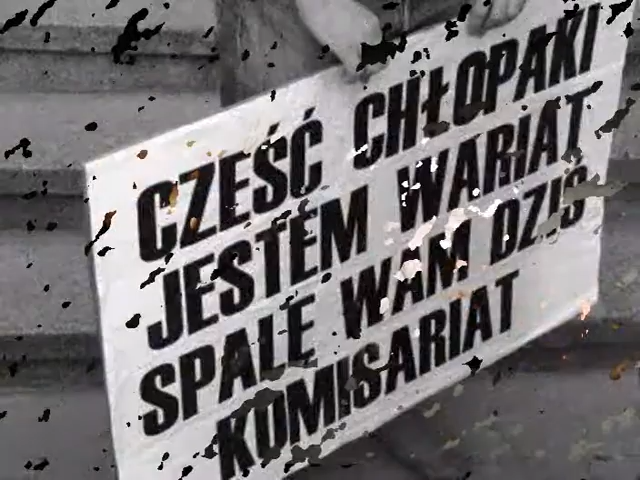 CZEŚĆ CHŁOPAKI
JESTEM WARIAT
SPALE WAM DZIŚ
KOMISARIAT